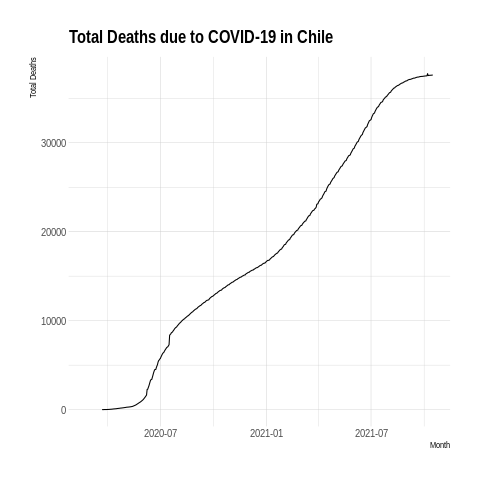 Total Deaths due to COVID-19 in Chile
Total Deaths
30000
20000
10000
0
2020-07 2021-01 2021-07
Month